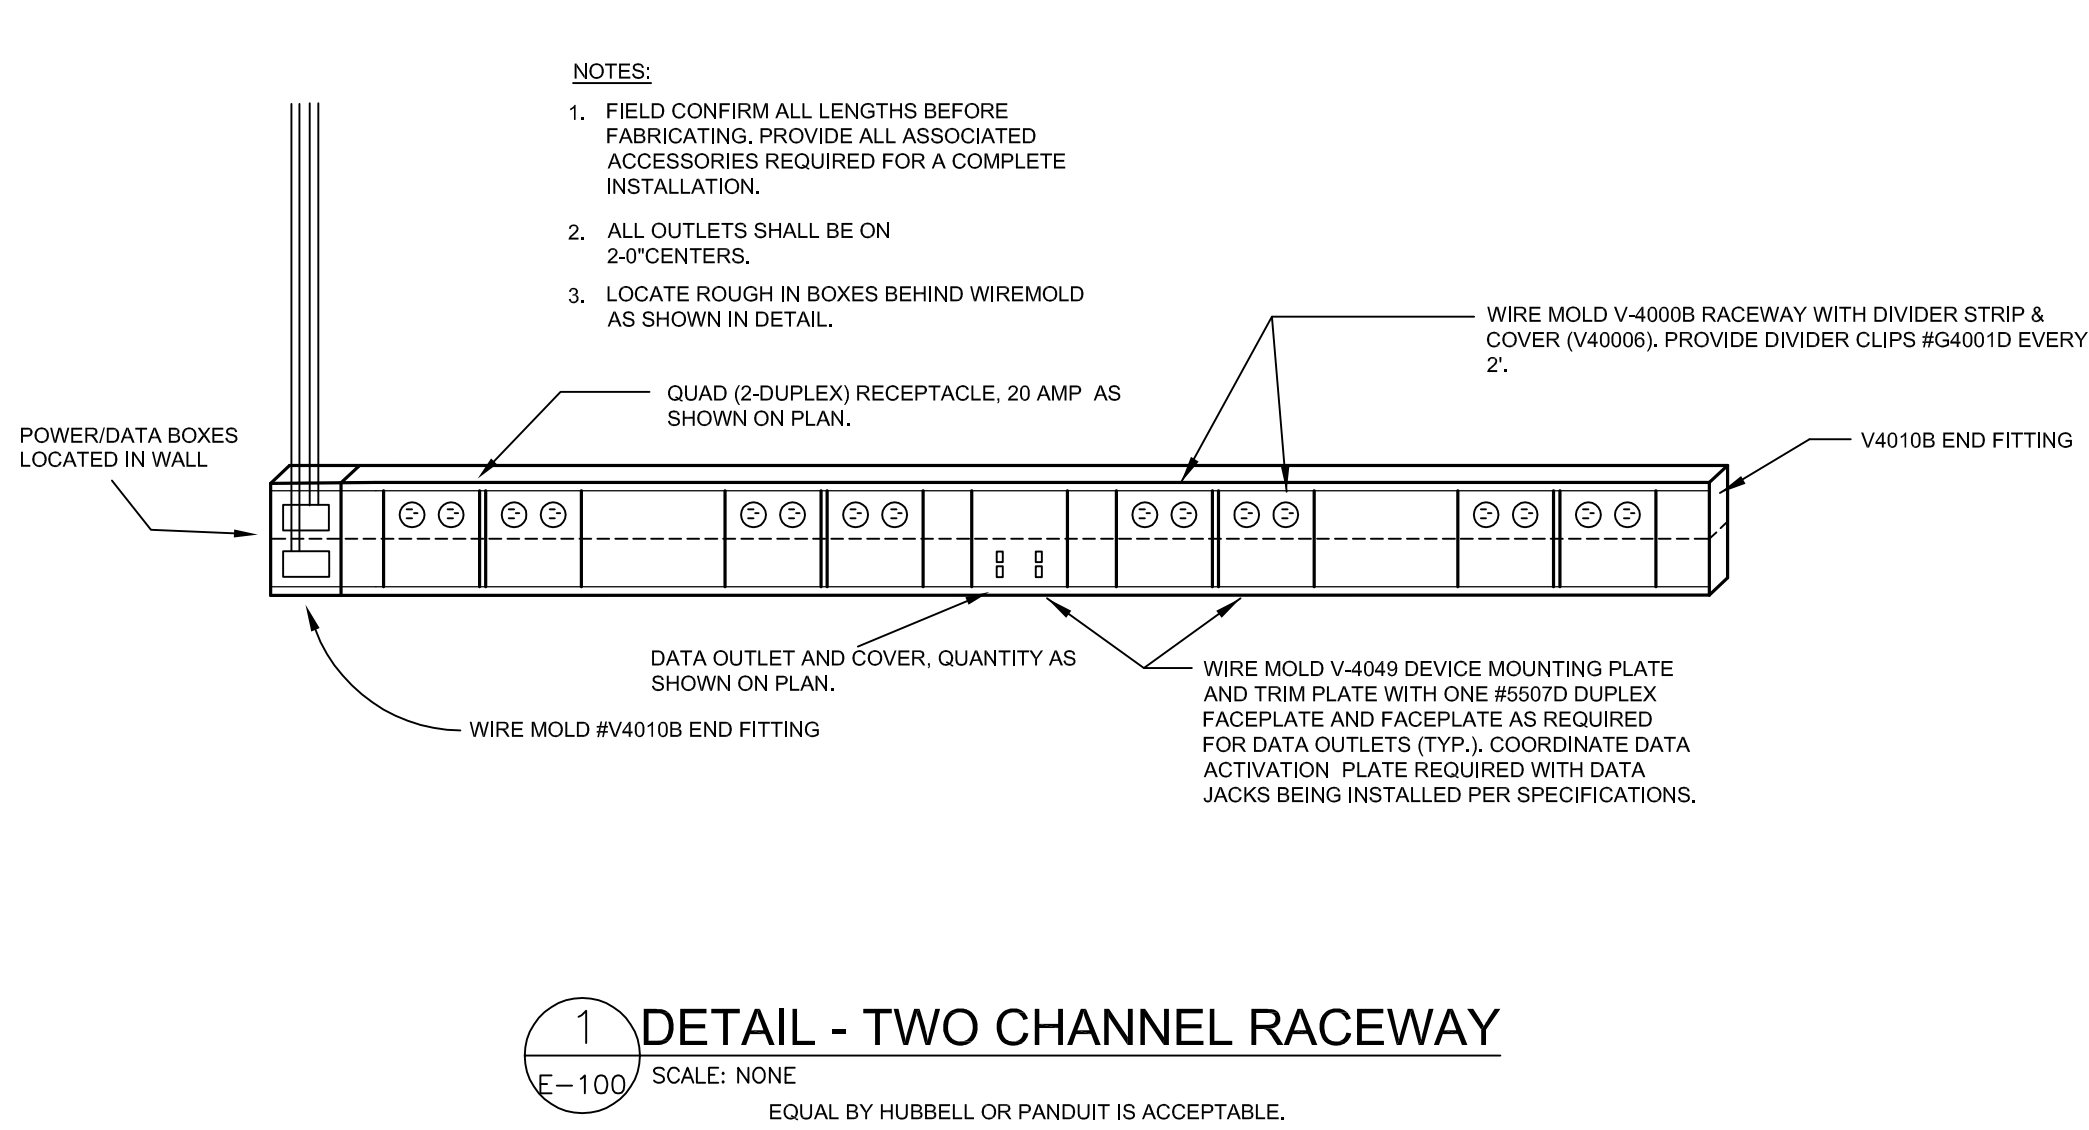 NOTES:
1. FIELD CONFIRM ALL LENGTHS BEFORE
FABRICATING. PROVIDE ALL ASSOCIATED
ACCESSORIES REQUIRED FOR A COMPLETE
INSTALLATION.
2. ALL OUTLETS SHALL BE ON
2-0"CENTERS.
3. LOCATE ROUGH IN BOXES BEHIND WIREMOLD
AS SHOWN IN DETAIL.
WIRE MOLD V-4000B RACEWAY WITH DIVIDER STRIP &
COVER (V40006). PROVIDE DIVIDER CLIPS #G4001D EVERY
2'.
QUAD (2-DUPLEX) RECEPTACLE, 20 AMP AS
SHOWN ON PLAN.
POWER/DATA BOXES
LOCATED IN WALL
V4010B END FITTING
DATA OUTLET AND COVER, QUANTITY AS
SHOWN ON PLAN.
WIRE MOLD #V4010B END FITTING
WIRE MOLD V-4049 DEVICE MOUNTING PLATE
AND TRIM PLATE WITH ONE #5507D DUPLEX
FACEPLATE AND FACEPLATE AS REQUIRED
FOR DATA OUTLETS (TYP.). COORDINATE DATA
ACTIVATION PLATE REQUIRED WITH DATA
JACKS BEING INSTALLED PER SPECIFICATIONS.
1
E-100
DETAIL - TWO CHANNEL RACEWAY
SCALE: NONE
EQUAL BY HUBBELL OR PANDUIT IS ACCEPTABLE.